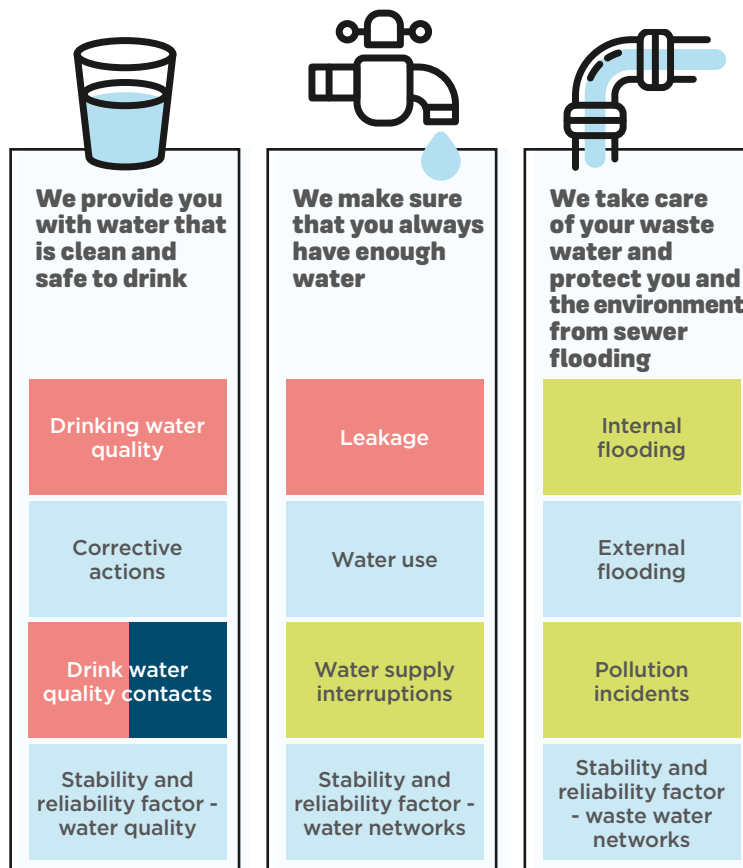 We provide you
with water that
is clean and
safe to drink
Drinking water
quality
Corrective
actions
Drink water
quality contacts
Stability and
reliability factor -
water quality
We make sure
that you always
have enough
water
Leakage
Water use
Water supply
interruptions
Stability and
reliability factor -
water networks
We take care
of your waste
water and
protect you and
the environment
from sewer
flooding
Internal
flooding
External
flooding
Pollution
incidents
Stability and
reliability factor
- waste water
networks